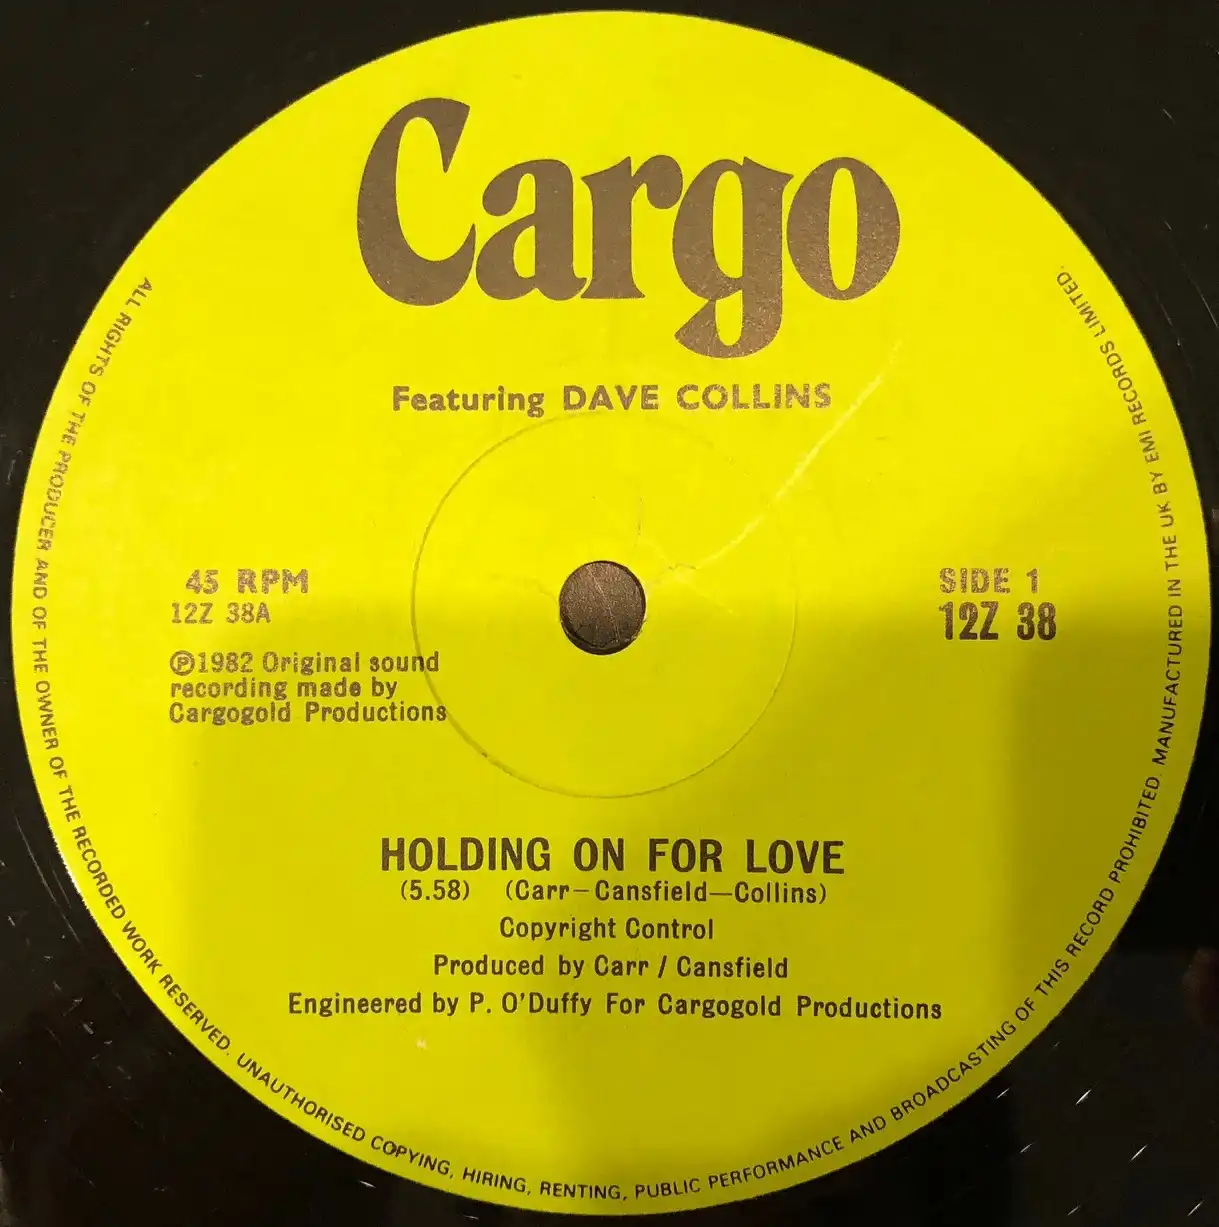 Cargo
Featuring DAVE COLLINS
45 RPM
12Z 38A
℗1982 Original sound
recording made by
Cargogold Productions
SIDE 1
12Z 38
HOLDING ON FOR LOVE
(5.58) (Carr–Cansfield—Collins)
Copyright Control
Produced by Carr / Cansfield
Engineered by P. O'Duffy For Cargogold Productions
ALL RIGHTS OF THE PRODUCER AND OF THE OWNER OF THE RECORDED WORK RESERVED. UNAUTHORISED COPYING, HIRING, RENTING, PUBLIC PERFORMANCE AND BROADCASTING OF THIS RECORD PROHIBITED. MANUFACTURED IN THE UK BY EMI RECORDS LIMITED.